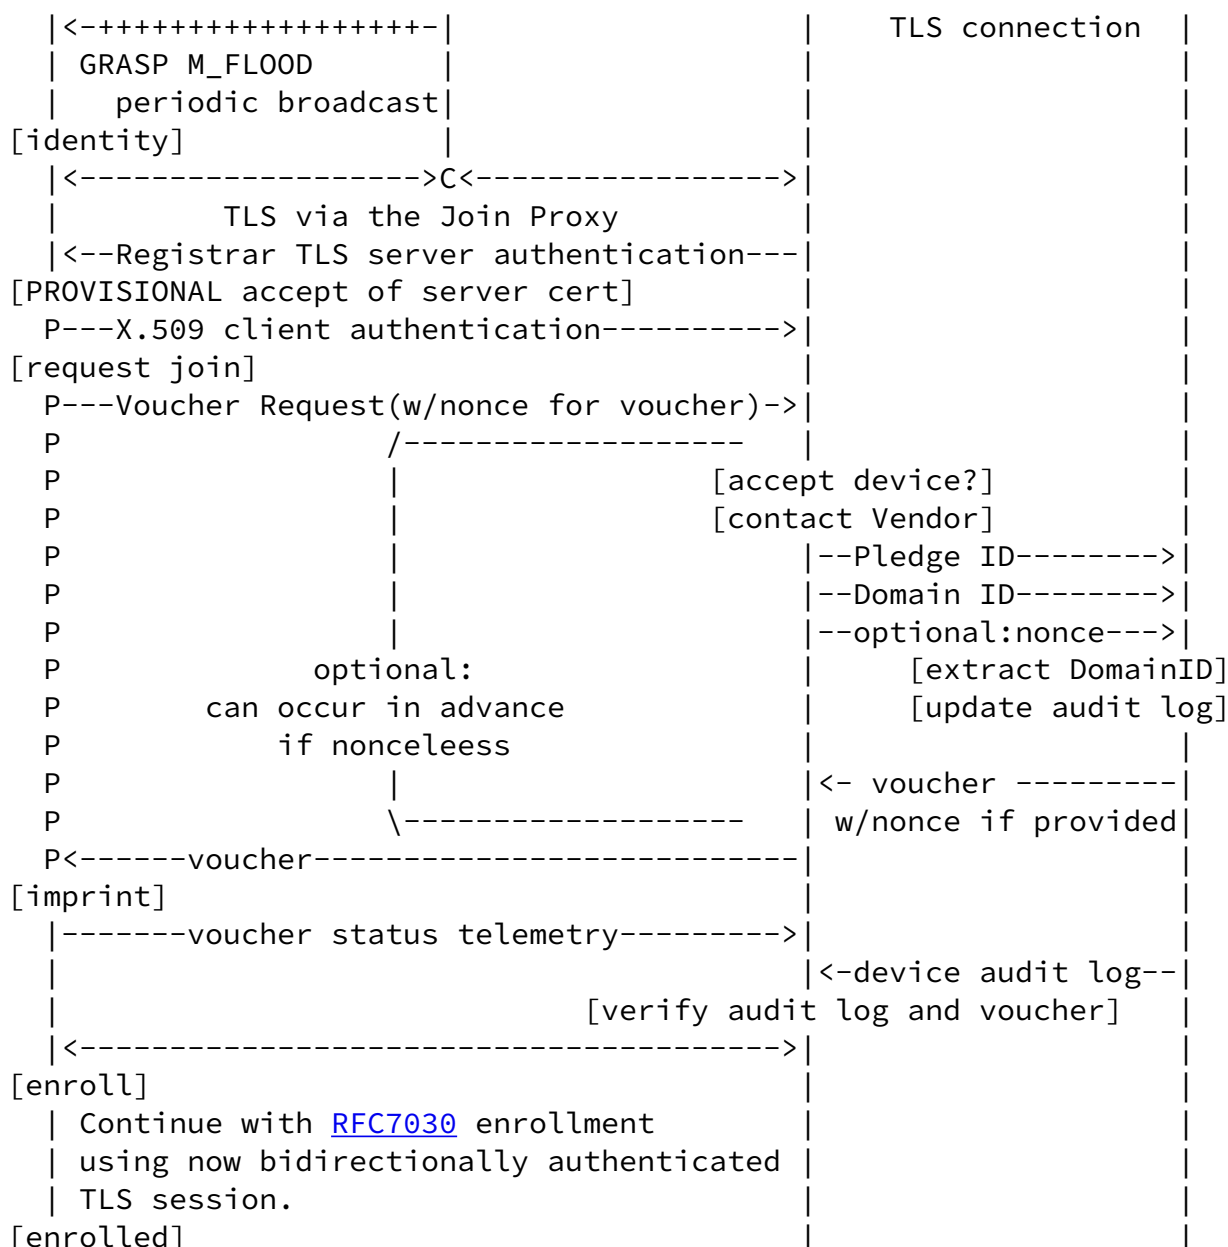 |<-++++++++++++++++++-|                   |    TLS connection  |
| GRASP M_FLOOD       |                   |                    |
|   periodic broadcast|                   |                    |
[identity]              |                   |                    |
|<------------------->C<----------------->|                    |
|         TLS via the Join Proxy          |                    |
|<--Registrar TLS server authentication---|                    |
[PROVISIONAL accept of server cert]         |                    |
P---X.509 client authentication---------->|                    |
[request join]                              |                    |
P---Voucher Request(w/nonce for voucher)->|                    |
P                  /-------------------   |                    |
P                  |                 [accept device?]          |
P                  |                 [contact Vendor]          |
P                  |                      |--Pledge ID-------->|
P                  |                      |--Domain ID-------->|
P                  |                      |--optional:nonce--->|
P              optional:                  |     [extract DomainID]
P        can occur in advance             |     [update audit log]
P            if nonceleess                |                    |
P                  |                      |<- voucher ---------|
P                  \-------------------   | w/nonce if provided|
P<------voucher---------------------------|                    |
[imprint]                                   |                    |
|-------voucher status telemetry--------->|                    |
|                                         |<-device audit log--|
|                             [verify audit log and voucher]   |
|<--------------------------------------->|                    |
[enroll]                                    |                    |
| Continue with RFC7030 enrollment        |                    |
| using now bidirectionally authenticated |                    |
| TLS session.                            |                    |
[enrolled]                                  |                    |